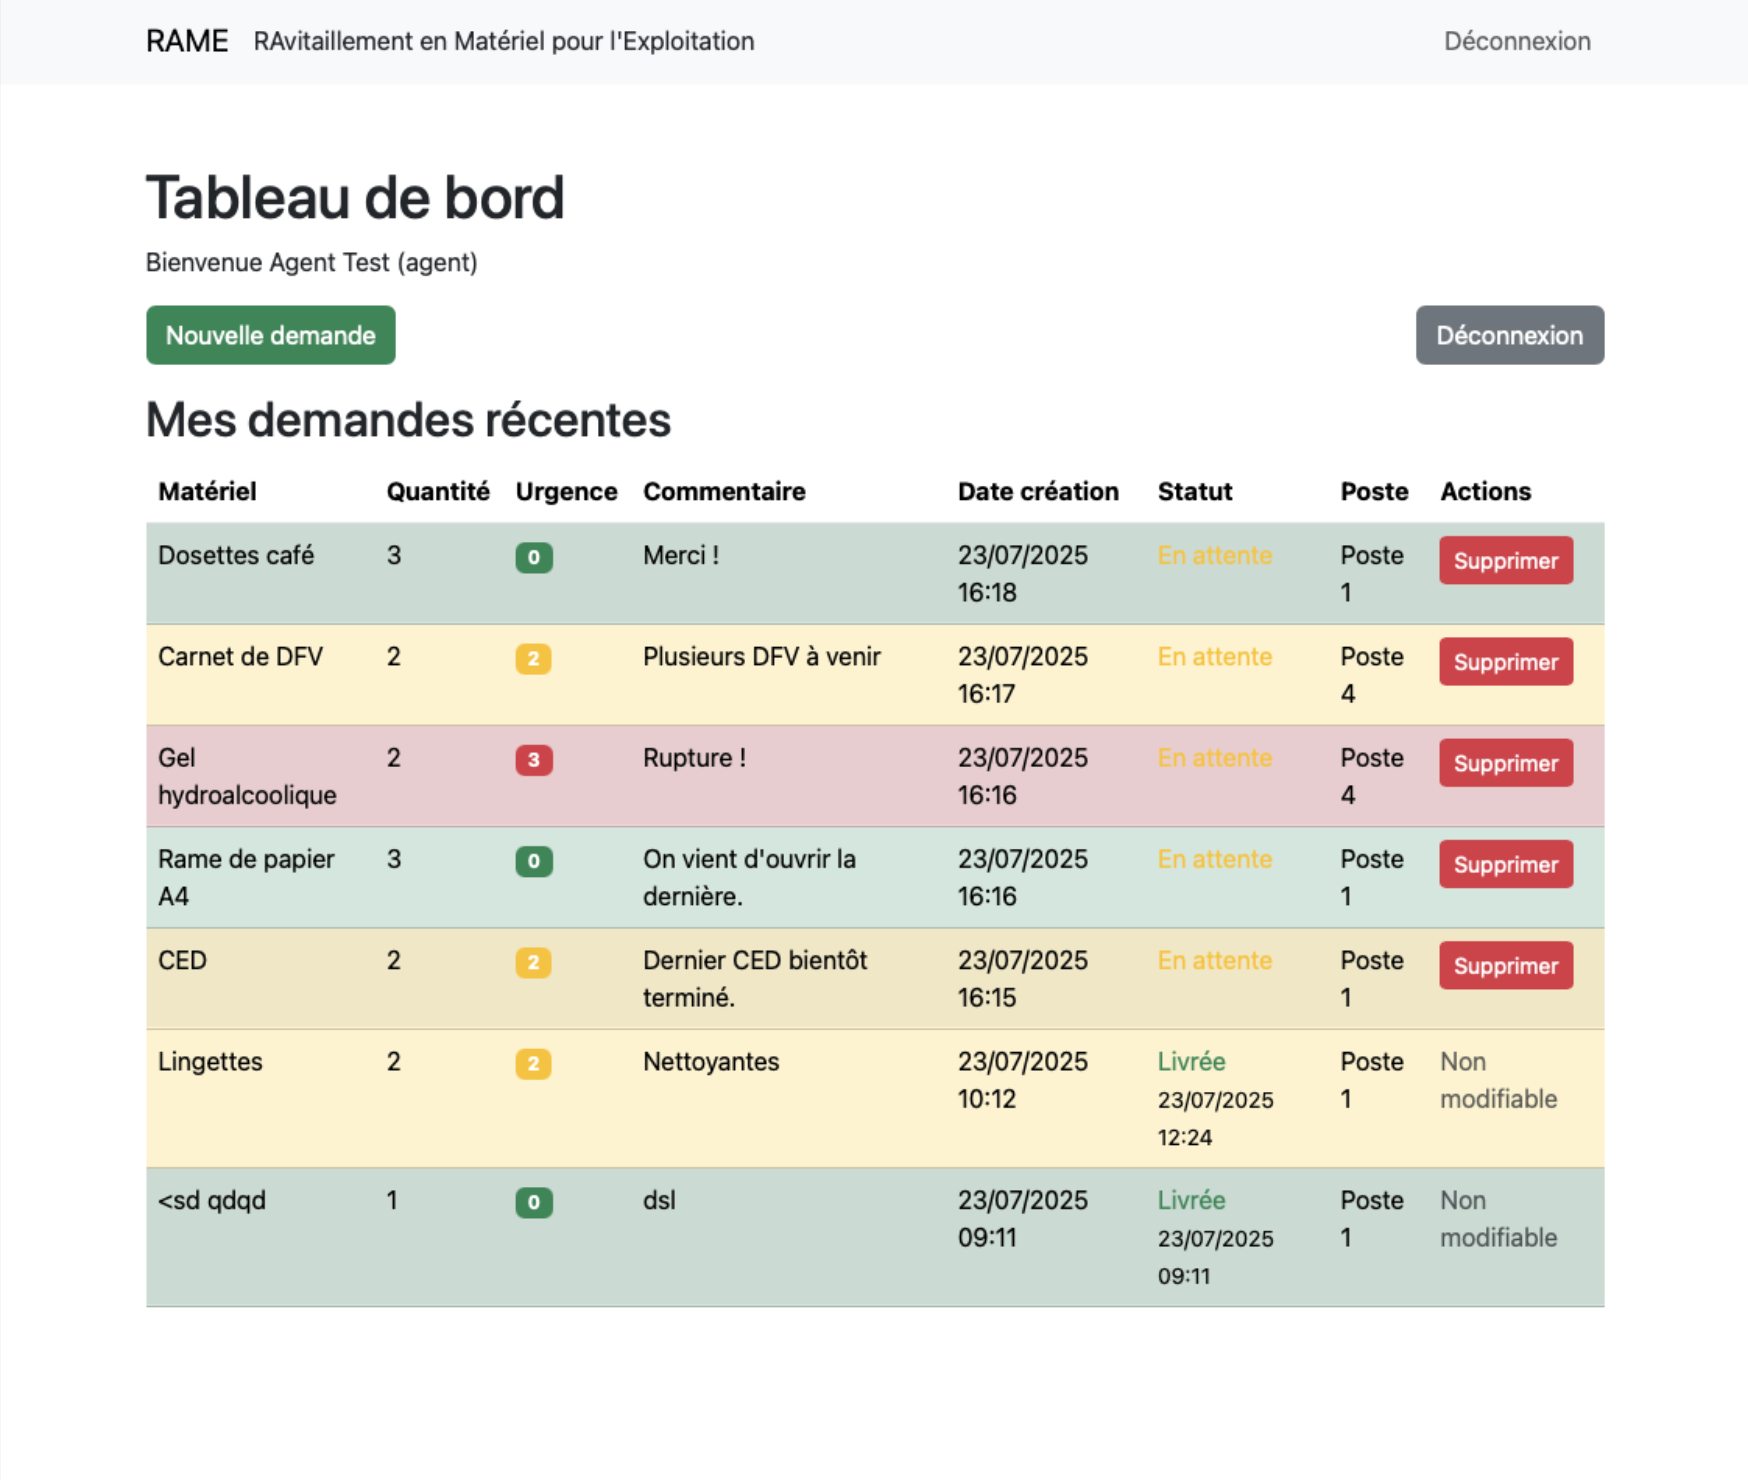 RAME RAvitaillement en Matériel pour l'Exploitation Déconnexion
Tableau de bord
Bienvenue Agent Test (agent)
Nouvelle demande Déconnexion
Mes demandes récentes
Matériel Quantité Urgence Commentaire Date création Statut Poste Actions
Dosettes café 3 0 Merci ! 23/07/2025 En attente Poste Supprimer
16:18 1
Carnet de DFV 2 2 Plusieurs DFV à venir 23/07/2025 En attente Poste Supprimer
16:17 4
Gel 2 3 Rupture ! 23/07/2025 En attente Poste Supprimer
hydroalcoolique 16:16 4
Rame de papier 3 0 On vient d'ouvrir la 23/07/2025 En attente Poste Supprimer
A4 dernière. 16:16 1
CED 2 2 Dernier CED bientôt 23/07/2025 En attente Poste Supprimer
terminé. 16:15 1
Lingettes 2 2 Nettoyantes 23/07/2025 Livrée Poste Non
10:12 23/07/2025 1 modifiable
12:24
<sd qdqd 1 0 dsl 23/07/2025 Livrée Poste Non
09:11 23/07/2025 1 modifiable
09:11